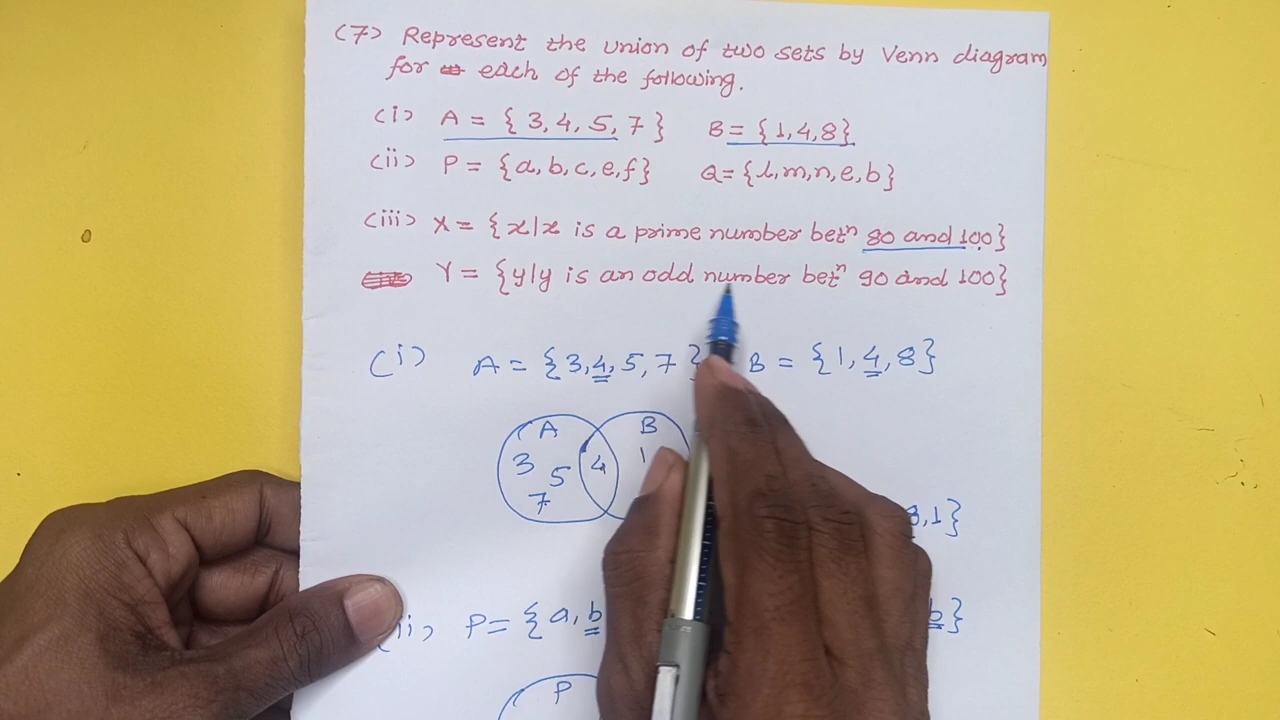 (7) Represent the union of two sets by Venn diagram
for each of the following.
(i) A = { 3, 4, 5, 7 } B = {1,4,8}
(ii) P = {a,b,c,e,f} Q = {l,m,n,e,b}
(iii) X = {x|x is a prime number betⁿ 80 and 100}
Y = {y|y is an odd number betⁿ 90 and 100}
(i) A = {3,4,5,7} B = {1,4,8}
A B
3 5 4 1
7
8,1}
ii) P = {a,b b}
P